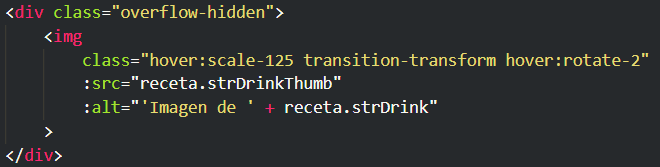 <div class="overflow-hidden">
    <img
        class="hover:scale-125 transition-transform hover:rotate-2"
        :src="receta.strDrinkThumb"
        :alt="'Imagen de ' + receta.strDrink"
    >
</div>